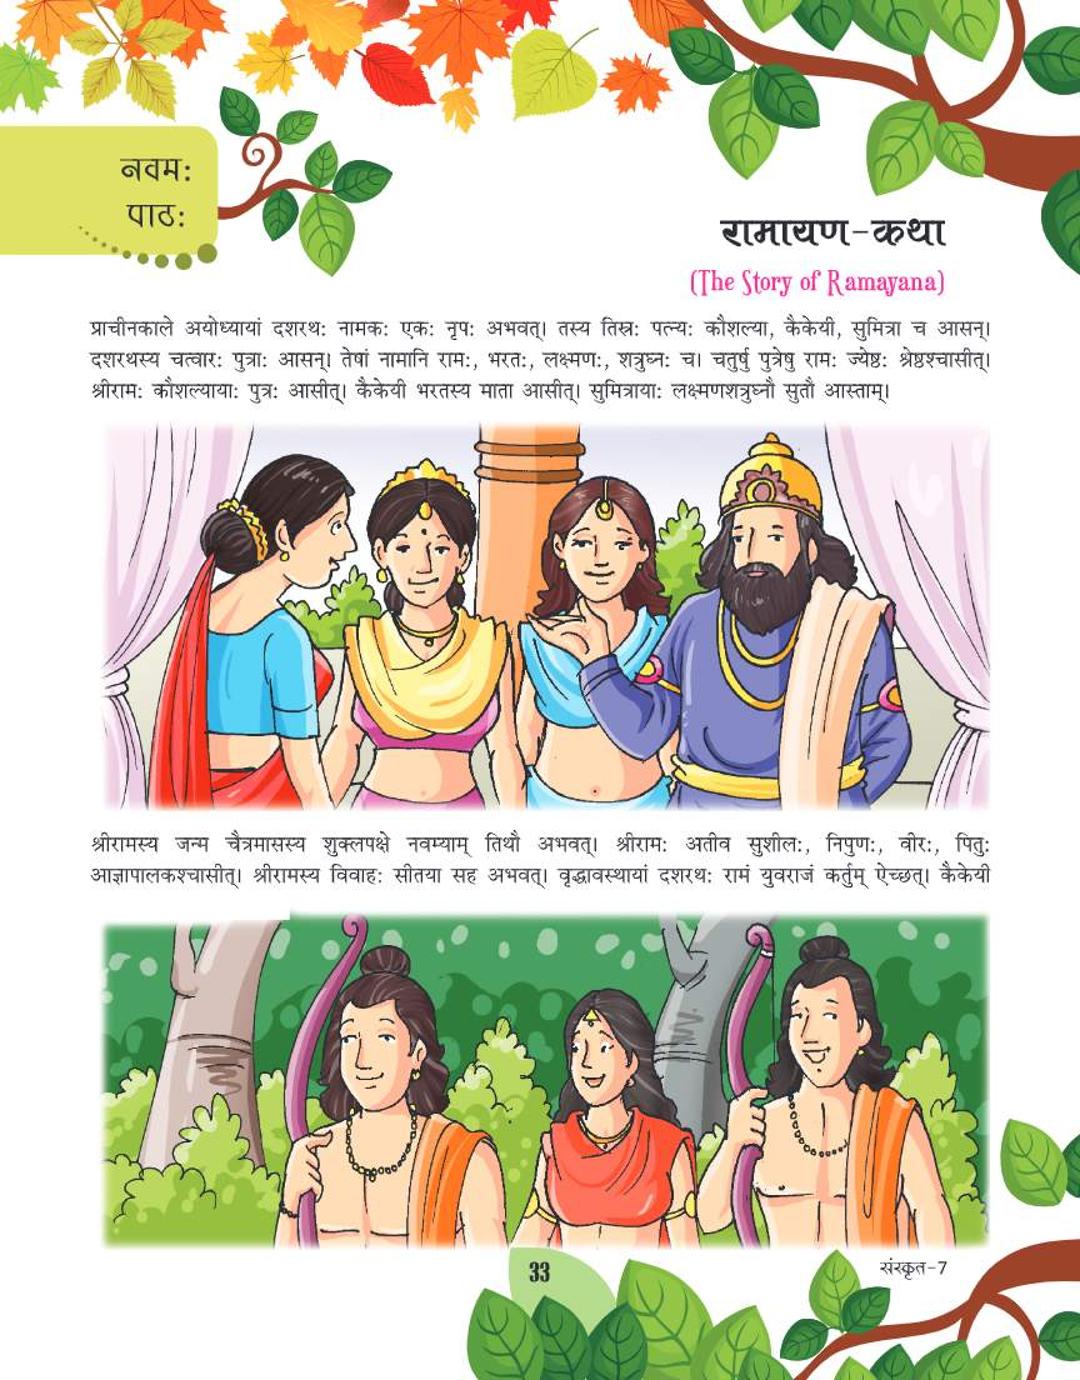 नवमः
पाठः
रामायण-कथा
(The Story of Ramayana)
प्राचीनकाले अयोध्यायां दशरथः नामकः एकः नृपः अभवत्। तस्य तिस्रः पत्न्यः कौशल्या, कैकेयी, सुमित्रा च आसन्।
दशरथस्य चत्वारः पुत्राः आसन्। तेषां नामानि रामः, भरतः, लक्ष्मणः, शत्रुघ्नः च। चतुर्षु पुत्रेषु रामः ज्येष्ठः श्रेष्ठश्चासीत्।
श्रीरामः कौशल्यायाः पुत्रः आसीत्। कैकेयी भरतस्य माता आसीत्। सुमित्रायाः लक्ष्मणशत्रुघ्नौ सुतौ आस्ताम्।
श्रीरामस्य जन्म चैत्रमासस्य शुक्लपक्षे नवम्याम् तिथौ अभवत्। श्रीरामः अतीव सुशीलः, निपुणः, वीरः, पितुः
आज्ञापालकश्चासीत्। श्रीरामस्य विवाहः सीतया सह अभवत्। वृद्धावस्थायां दशरथः रामं युवराजं कर्तुम् ऐच्छत्। कैकेयी
33
संस्कृत-7